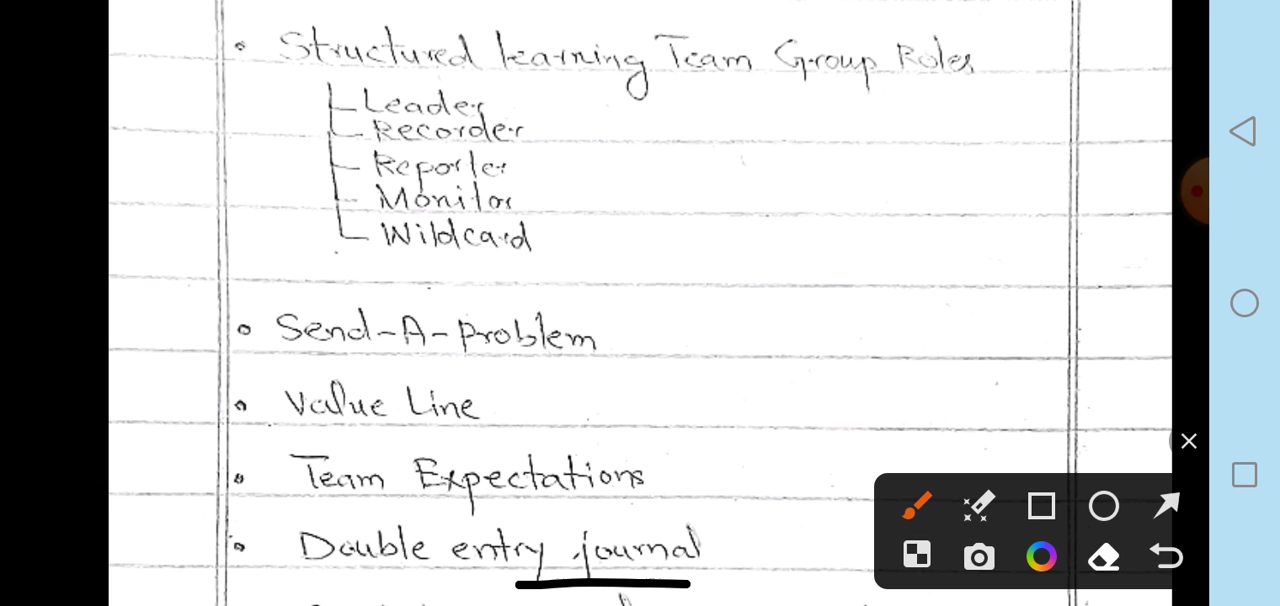 • Structured learning Team Group Roles
Leader
Recorder
Reporter
Monitor
Wildcard
• Send-A-Problem
• Value Line
• Team Expectations
• Double entry journal